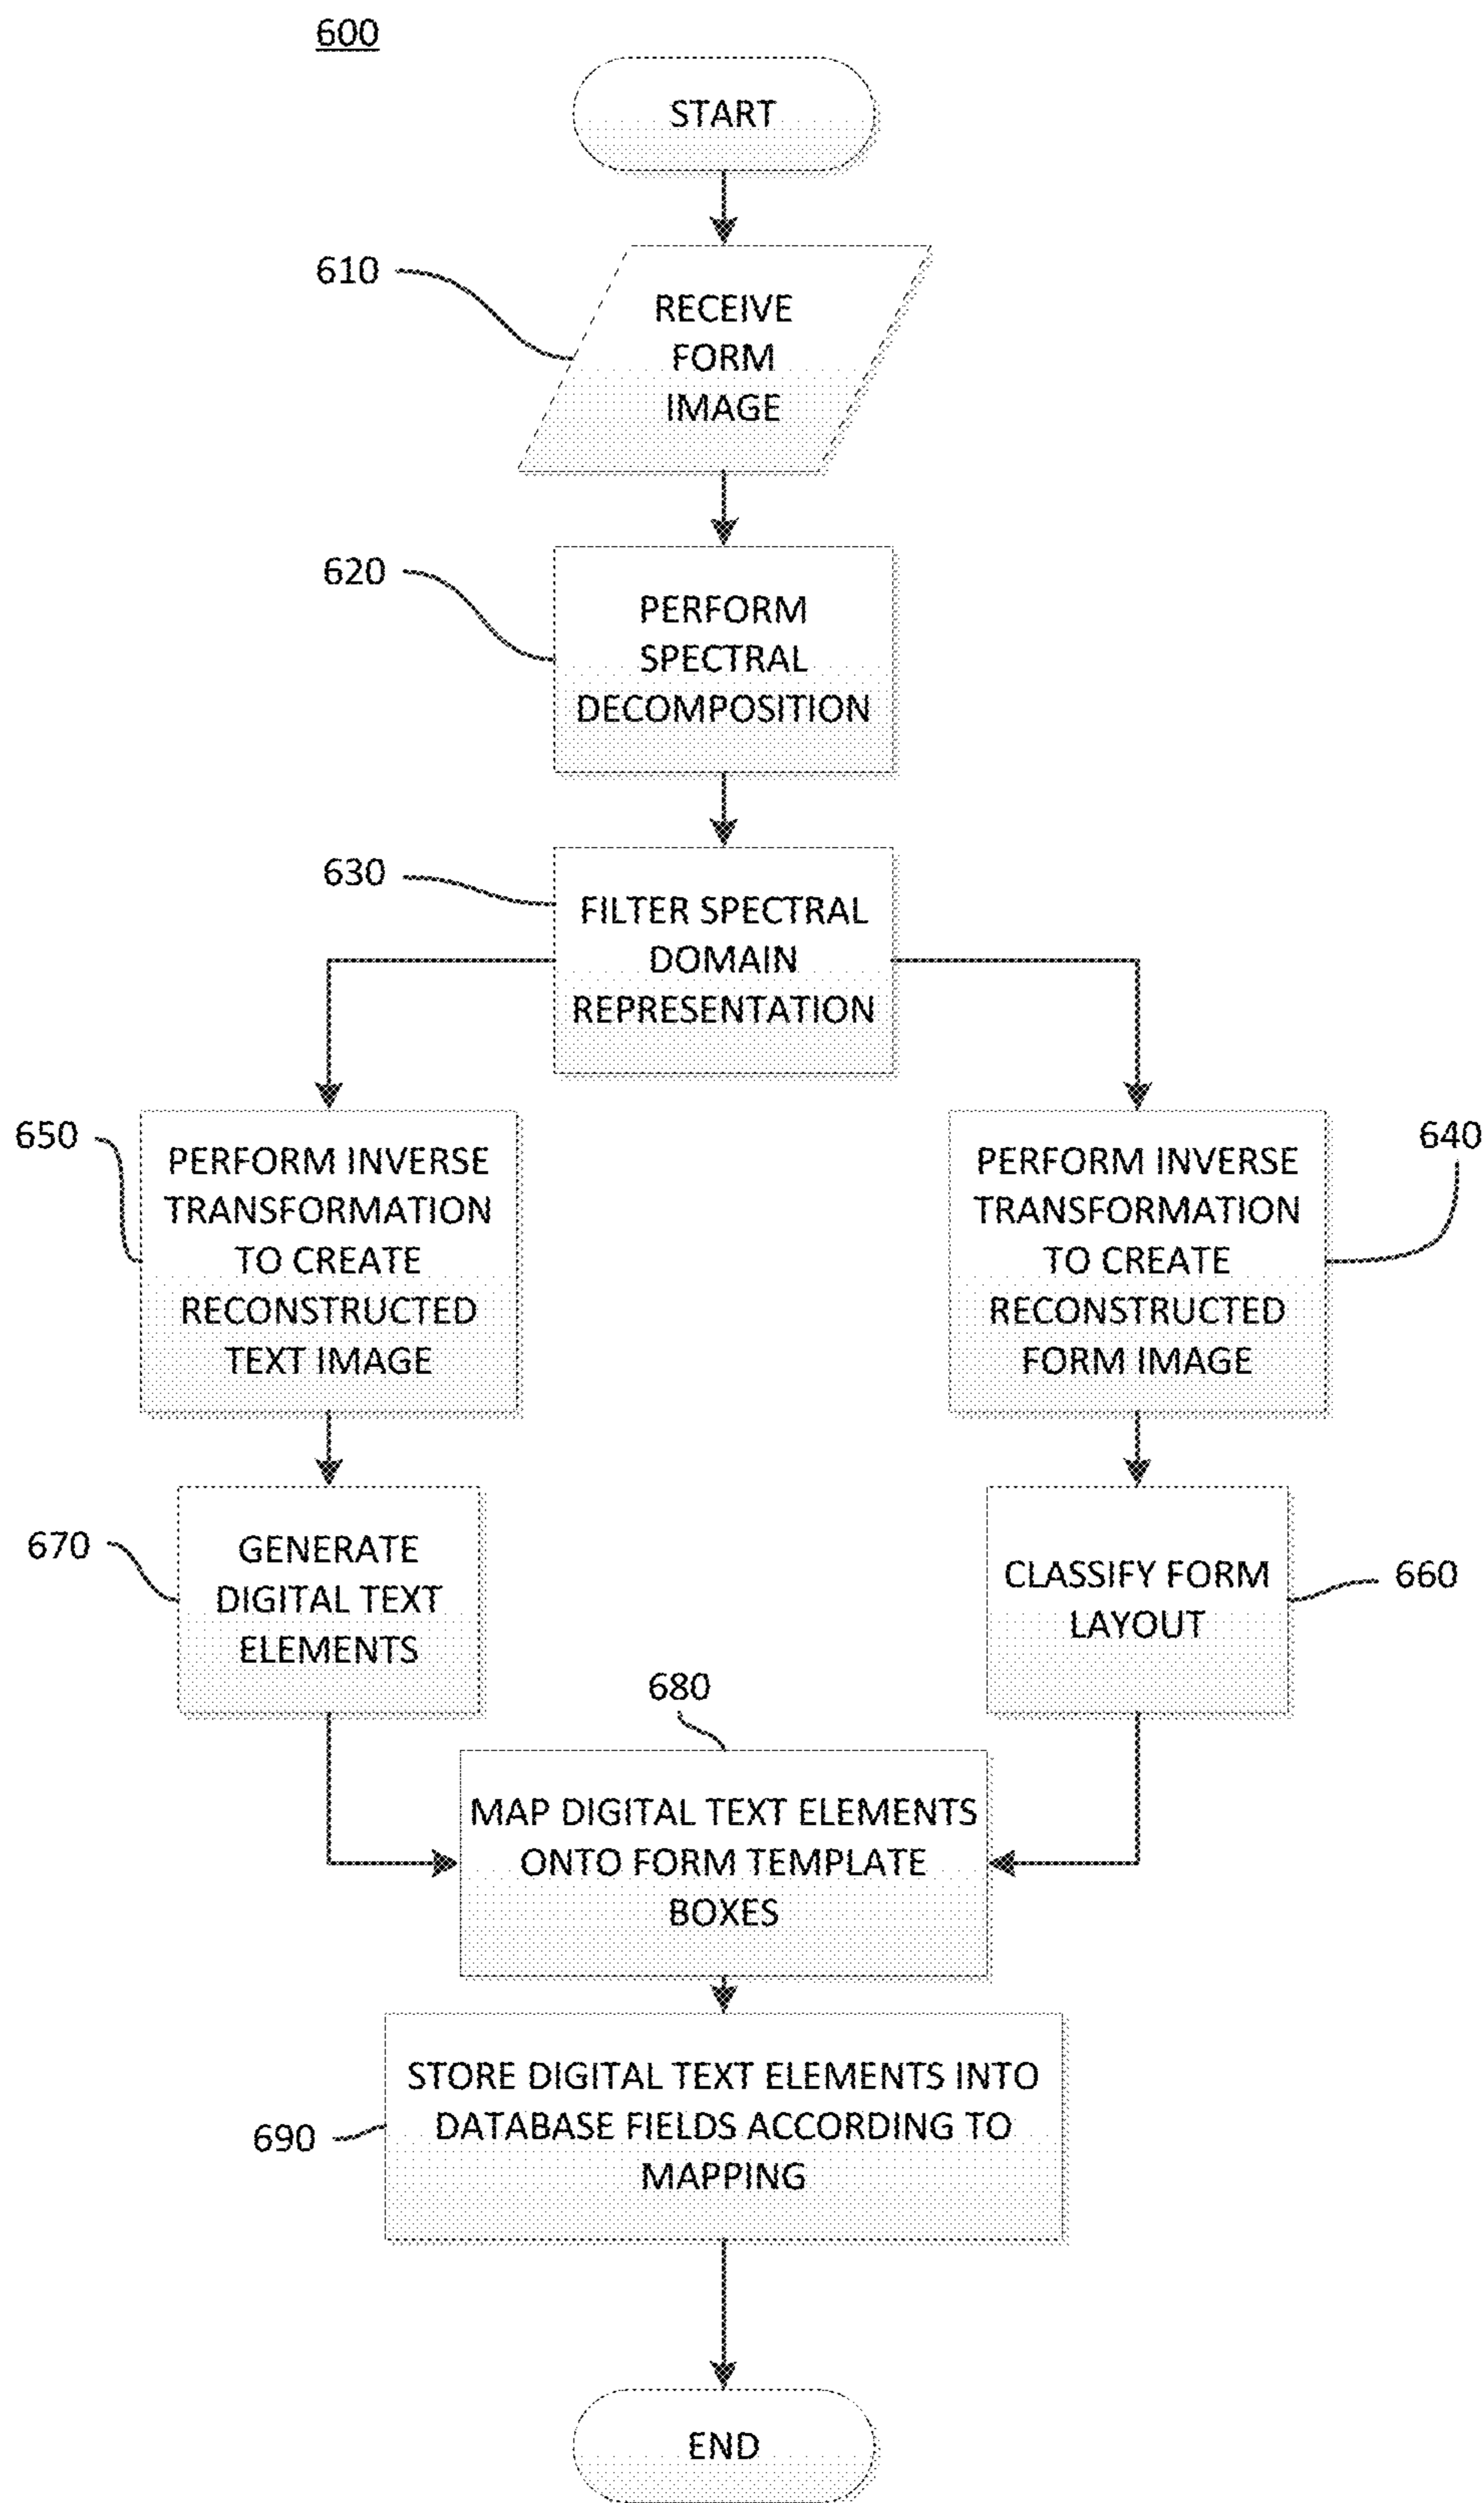 600
START
610
RECEIVE
FORM
IMAGE
620
PERFORM
SPECTRAL
DECOMPOSITION
630
FILTER SPECTRAL
DOMAIN
REPRESENTATION
650
PERFORM INVERSE
TRANSFORMATION
TO CREATE
RECONSTRUCTED
TEXT IMAGE
640
PERFORM INVERSE
TRANSFORMATION
TO CREATE
RECONSTRUCTED
FORM IMAGE
670
GENERATE
DIGITAL TEXT
ELEMENTS
660
CLASSIFY FORM
LAYOUT
680
MAP DIGITAL TEXT ELEMENTS
ONTO FORM TEMPLATE
BOXES
690
STORE DIGITAL TEXT ELEMENTS INTO
DATABASE FIELDS ACCORDING TO
MAPPING
END